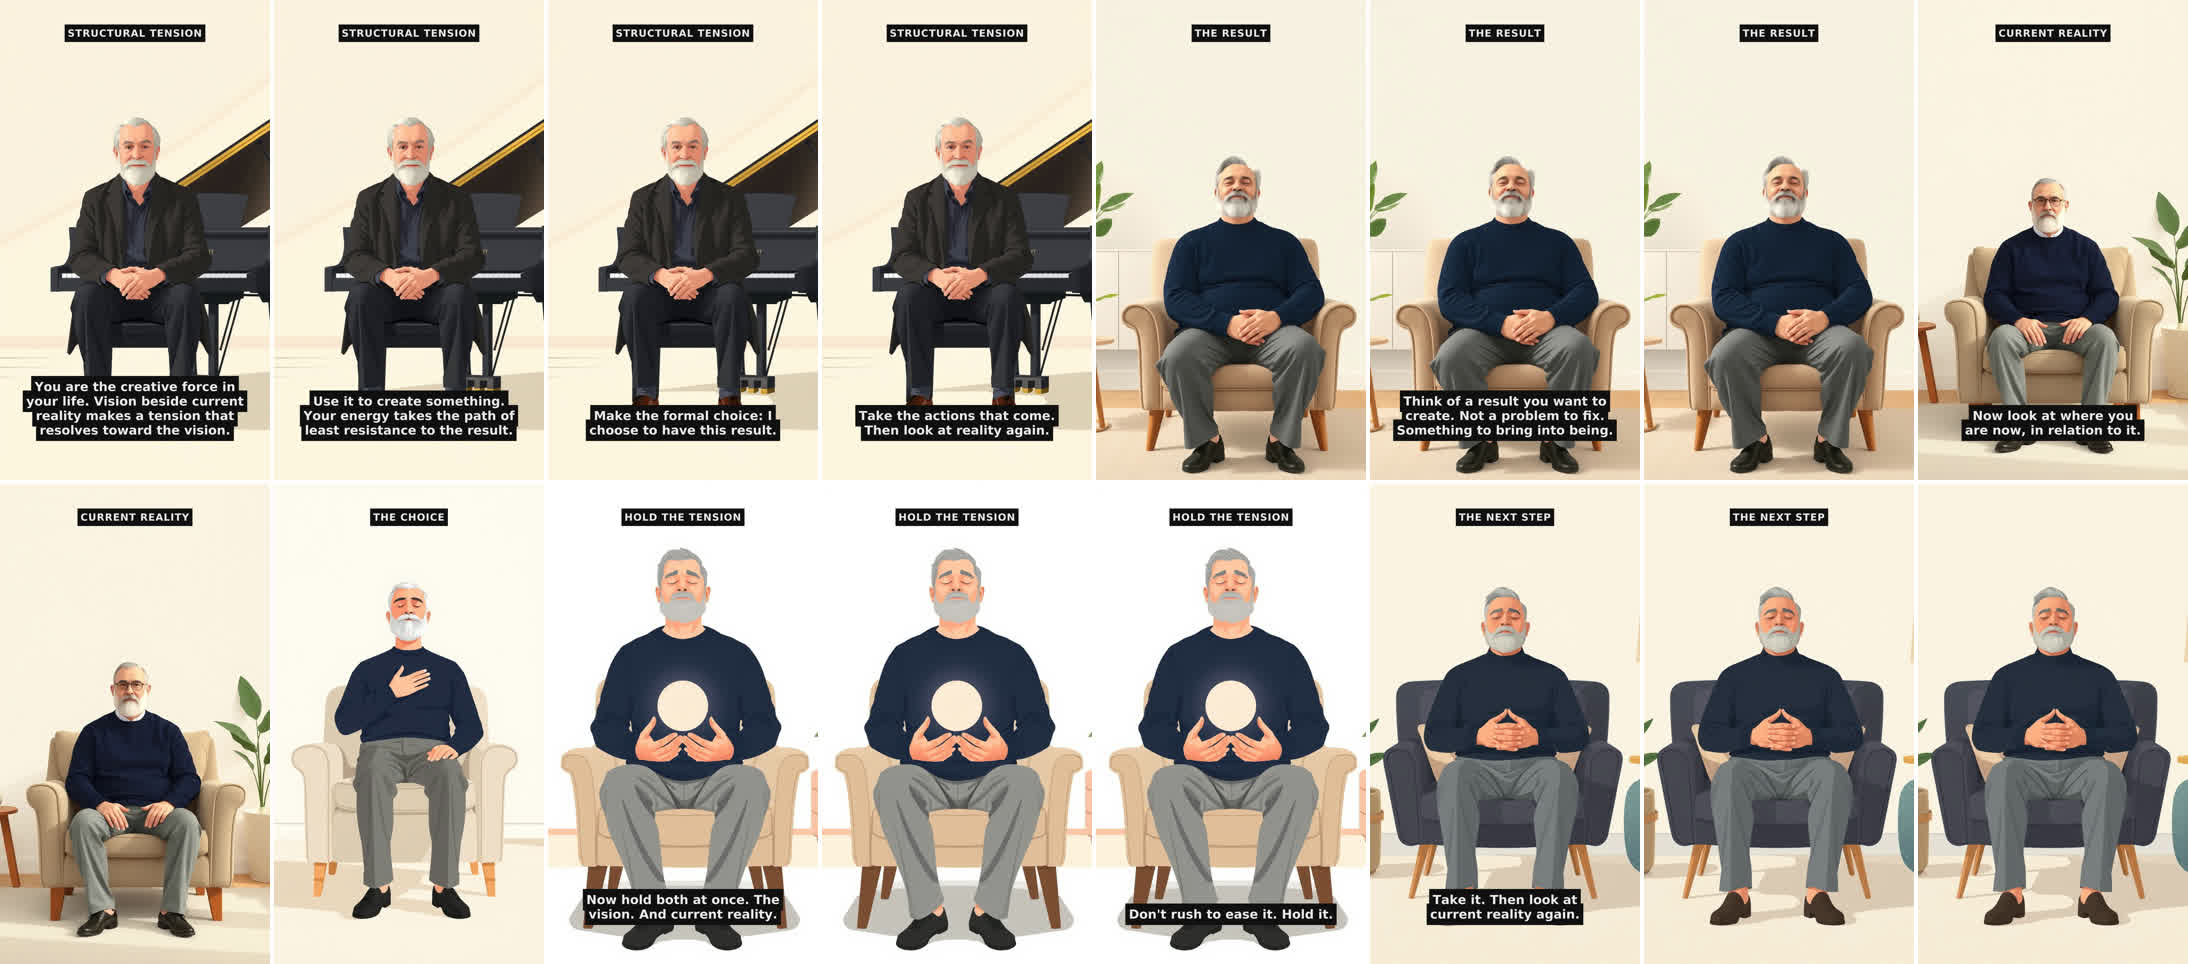 STRUCTURAL TENSION
You are the creative force in
your life. Vision beside current
reality makes a tension that
resolves toward the vision.
STRUCTURAL TENSION
Use it to create something.
Your energy takes the path of
least resistance to the result.
STRUCTURAL TENSION
Make the formal choice: I
choose to have this result.
STRUCTURAL TENSION
Take the actions that come.
Then look at reality again.
THE RESULT
THE RESULT
Think of a result you want to
create. Not a problem to fix.
Something to bring into being.
THE RESULT
CURRENT REALITY
Now look at where you
are now, in relation to it.
CURRENT REALITY
THE CHOICE
HOLD THE TENSION
Now hold both at once. The
vision. And current reality.
HOLD THE TENSION
HOLD THE TENSION
Don't rush to ease it. Hold it.
THE NEXT STEP
Take it. Then look at
current reality again.
THE NEXT STEP